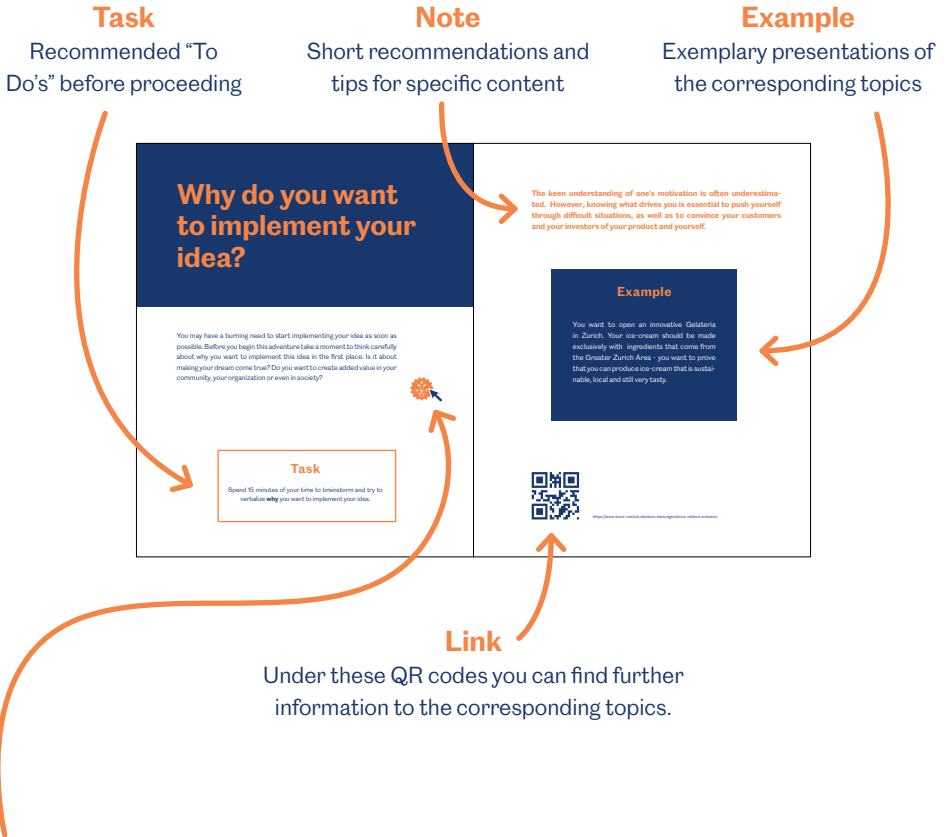 Task
Recommended “To
Do’s” before proceeding
Note
Short recommendations and
tips for specific content
Example
Exemplary presentations of
the corresponding topics
Why do you want
to implement your
idea?
You may have a burning need to start implementing your idea as soon as
possible. Before you begin this adventure take a moment to think carefully
about why you want to implement this idea in the first place. Is it about
making your dream come true? Do you want to create added value in your
community, your organization or even in society?
Task
Spend 15 minutes of your time to brainstorm and try to
verbalize why you want to implement your idea.
The keen understanding of one’s motivation is often underestima-
ted. However, knowing what drives you is essential to push yourself
through difficult situations, as well as to convince your customers
and your investors of your product and yourself.
Example
You want to open an innovative Gelateria
in Zurich. Your ice-cream should be made
exclusively with ingredients that come from
the Greater Zurich Area - you want to prove
that you can produce ice-cream that is sustai-
nable, local and still very tasty.
Link
Under these QR codes you can find further
information to the corresponding topics.